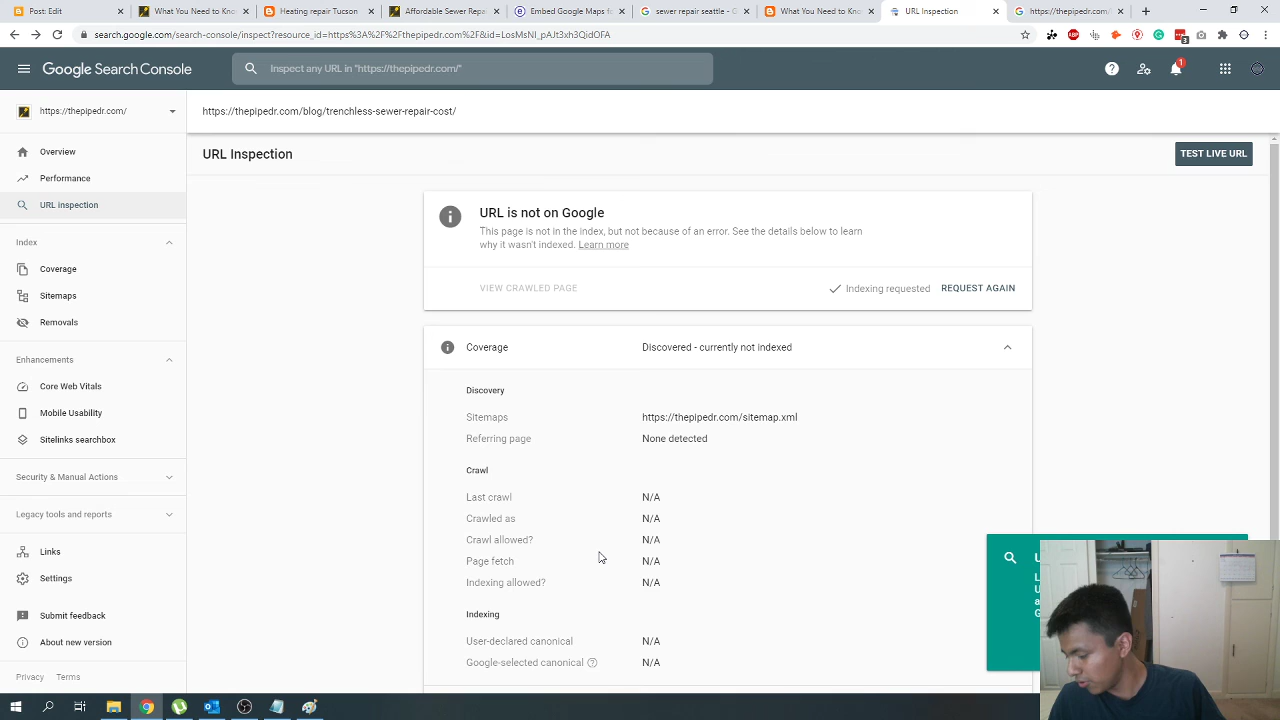 Post: Edit
What You Need to Kno
Heating repair Tucson
Affordable Sewer Repa
Embed Google Maps fo
sewer repair seattle - G
What You Need to Kno
URL Inspection
https://thepipedr.com/b
search.google.com/search-console/inspect?resource_id=https%3A%2F%2Fthepipedr.com%2F&id=LosMsNI_pAJt3xh3QidOFA
ABP
3
Google Search Console
Inspect any URL in "https://thepipedr.com/"
1
https://thepipedr.com/
https://thepipedr.com/blog/trenchless-sewer-repair-cost/
Overview
Performance
URL inspection
Index
Coverage
Sitemaps
Removals
Enhancements
Core Web Vitals
Mobile Usability
Sitelinks searchbox
Security & Manual Actions
Legacy tools and reports
Links
Settings
Submit feedback
About new version
Privacy Terms
URL Inspection
TEST LIVE URL
URL is not on Google
This page is not in the index, but not because of an error. See the details below to learn
why it wasn't indexed. Learn more
VIEW CRAWLED PAGE
Indexing requested REQUEST AGAIN
Coverage Discovered - currently not indexed
Discovery
Sitemaps https://thepipedr.com/sitemap.xml
Referring page None detected
Crawl
Last crawl N/A
Crawled as N/A
Crawl allowed? N/A
Page fetch N/A
Indexing allowed? N/A
Indexing
User-declared canonical N/A
Google-selected canonical N/A